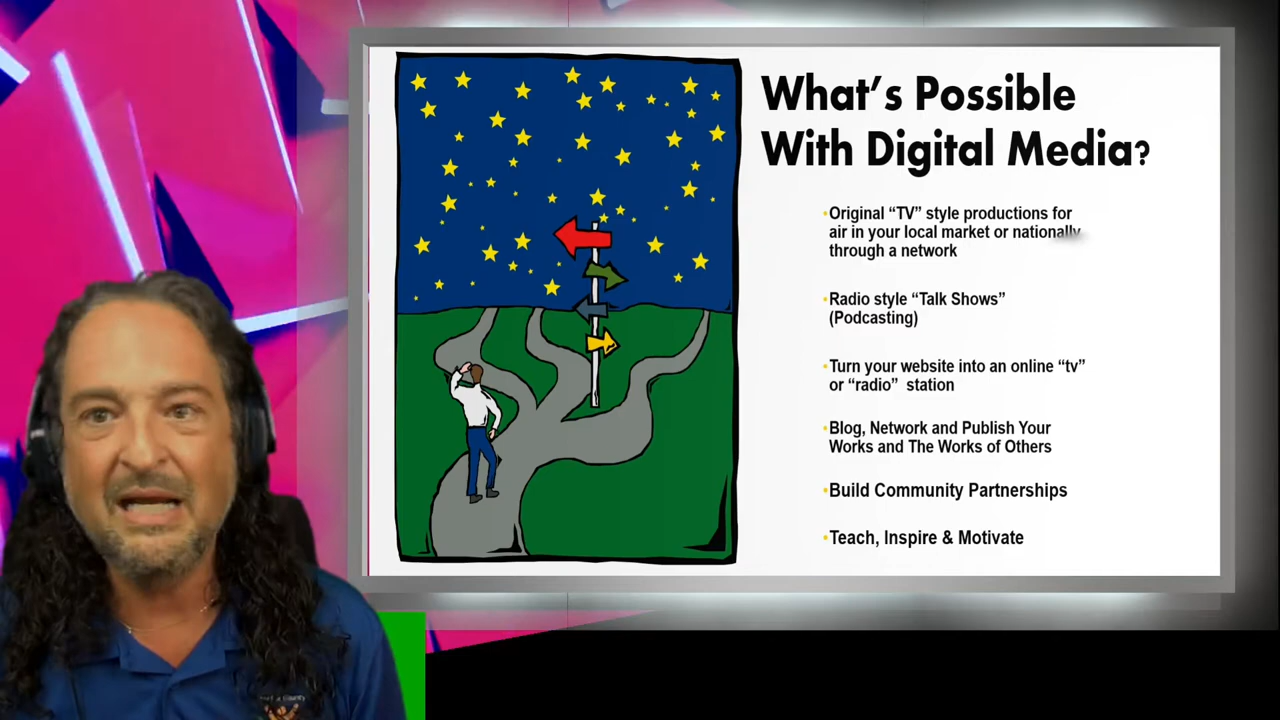 What's Possible
With Digital Media?
•Original “TV” style productions for
air in your local market or nationally
through a network
•Radio style “Talk Shows”
(Podcasting)
•Turn your website into an online “tv”
or “radio” station
•Blog, Network and Publish Your
Works and The Works of Others
•Build Community Partnerships
•Teach, Inspire & Motivate